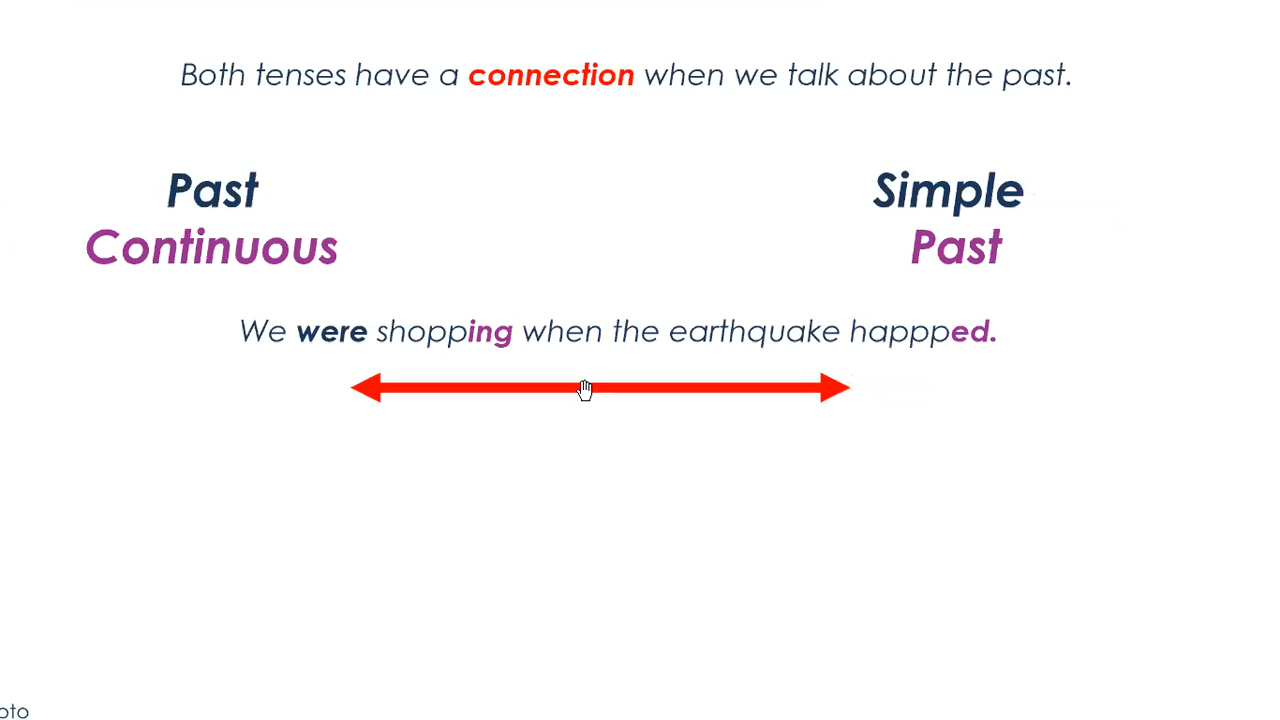 Both tenses have a connection when we talk about the past.
Past
Continuous
Simple
Past
We were shopping when the earthquake happped.
oto